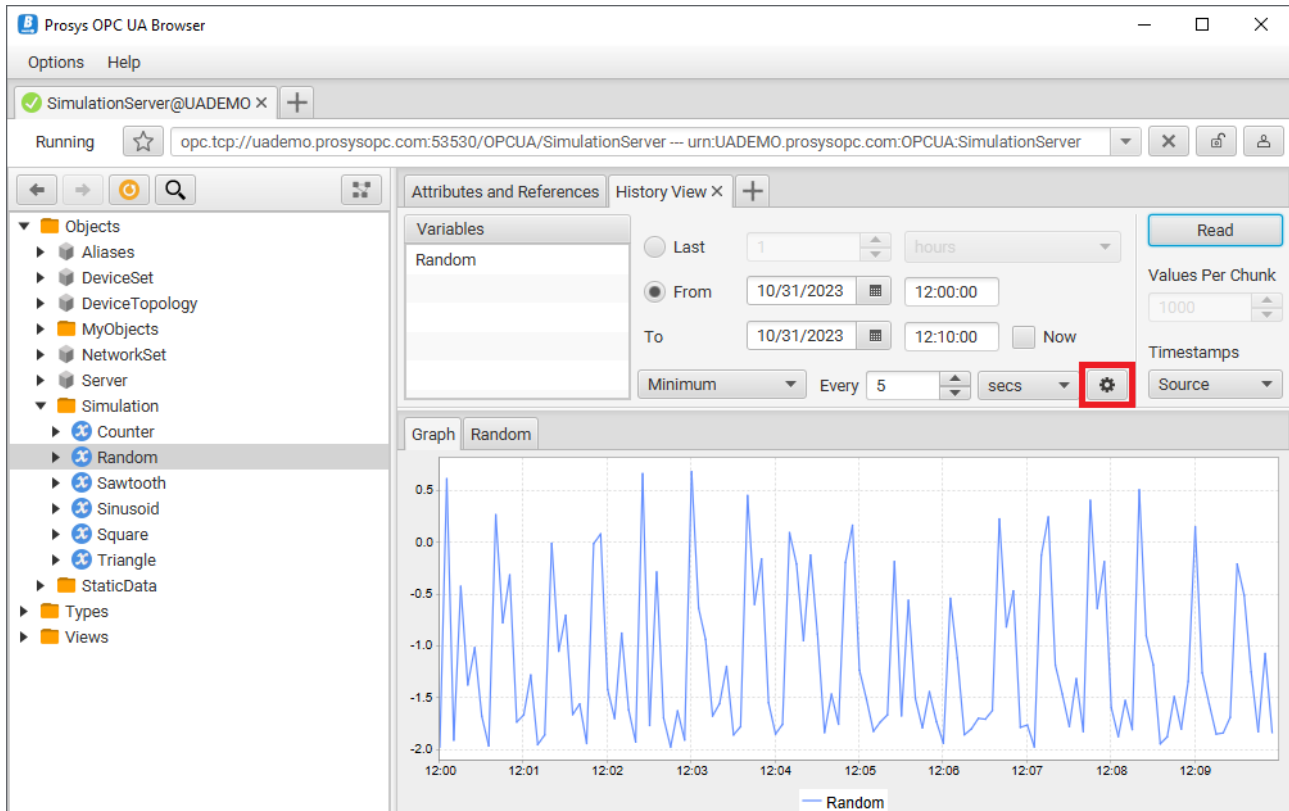 Prosys OPC UA Browser
Options Help
SimulationServer@UADEMO
Running opc.tcp://uademo.prosysopc.com:53530/OPCUA/SimulationServer --- urn:UADEMO.prosysopc.com:OPCUA:SimulationServer
Objects
Aliases
DeviceSet
DeviceTopology
MyObjects
NetworkSet
Server
Simulation
Counter
Random
Sawtooth
Sinusoid
Square
Triangle
StaticData
Types
Views
Attributes and References History View
Variables
Random
Last 1 hours
From 10/31/2023 12:00:00
To 10/31/2023 12:10:00 Now
Minimum Every 5 secs
Read
Values Per Chunk
1000
Timestamps
Source
Graph Random
0.5
0.0
-0.5
-1.0
-1.5
-2.0
12:00 12:01 12:02 12:03 12:04 12:05 12:06 12:07 12:08 12:09
Random